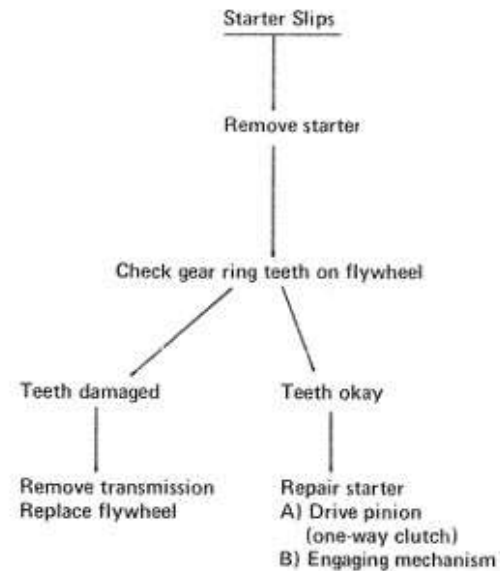 Starter Slips
Remove starter
Check gear ring teeth on flywheel
Teeth damaged
Remove transmission
Replace flywheel
Teeth okay
Repair starter
A) Drive pinion
(one-way clutch)
B) Engaging mechanism